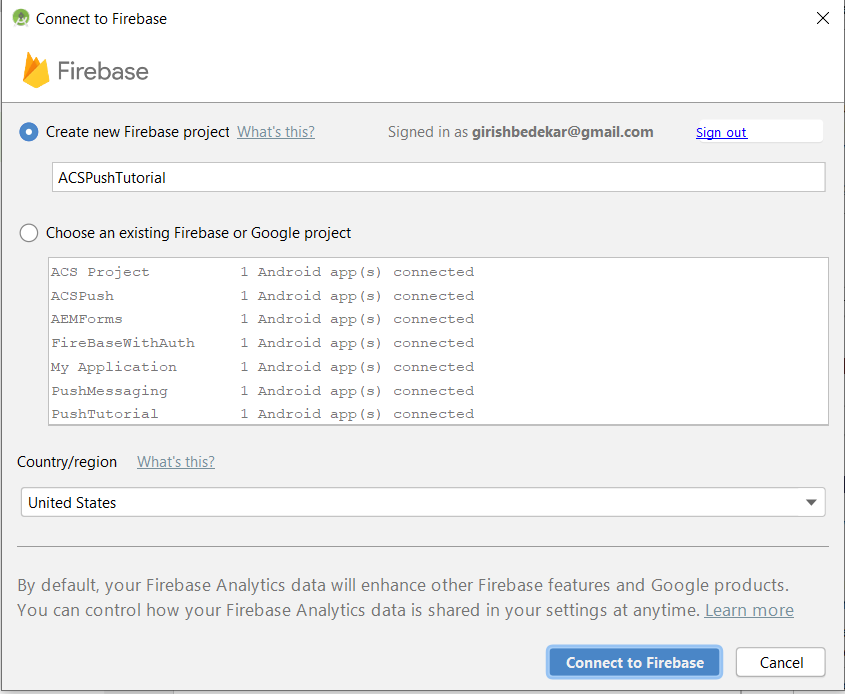 Connect to Firebase
Firebase
Create new Firebase project What's this? Signed in as girishbedekar@gmail.com Sign out
ACSPushTutorial
Choose an existing Firebase or Google project
ACS Project 1 Android app(s) connected
ACSPush 1 Android app(s) connected
AEMForms 1 Android app(s) connected
FireBaseWithAuth 1 Android app(s) connected
My Application 1 Android app(s) connected
PushMessaging 1 Android app(s) connected
PushTutorial 1 Android app(s) connected
Country/region What's this?
United States
By default, your Firebase Analytics data will enhance other Firebase features and Google products.
You can control how your Firebase Analytics data is shared in your settings at anytime. Learn more
Connect to Firebase Cancel